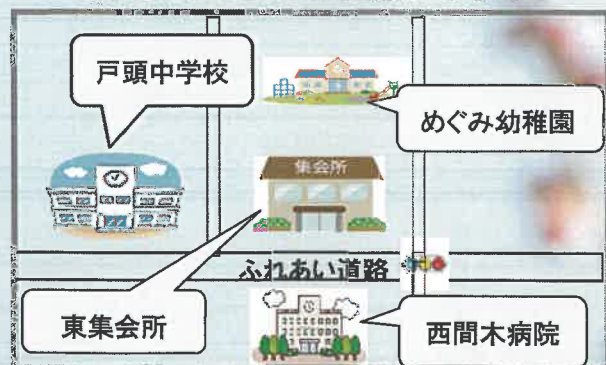 戸頭中学校
めぐみ幼稚園
集会所
ふれあい道路
東集会所
西間木病院